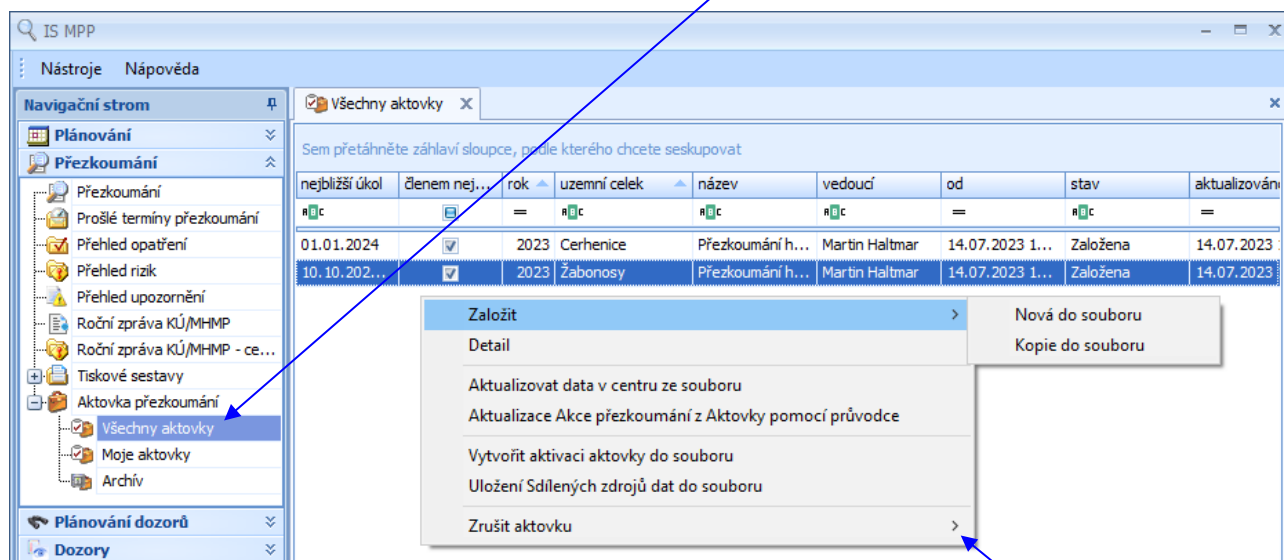 IS MPP
Nástroje Nápověda
Navigační strom
Plánování
Přezkoumání
Přezkoumání
Prošlé termíny přezkoumání
Přehled opatření
Přehled rizik
Přehled upozornění
Roční zpráva KÚ/MHMP
Roční zpráva KÚ/MHMP - ce...
Tiskové sestavy
Aktovka přezkoumání
Všechny aktovky
Moje aktovky
Archív
Plánování dozorů
Dozory
Všechny aktovky
Sem přetáhněte záhlaví sloupce, podle kterého chcete seskupovat
nejbližší úkol členem nej... rok uzemní celek název vedoucí od stav aktualizováno
ABC = ABC ABC ABC = ABC =
01.01.2024 2023 Cerhenice Přezkoumání h... Martin Haltmar 14.07.2023 1... Založena 14.07.2023 1
10.10.202... 2023 Žabonosy Přezkoumání h... Martin Haltmar 14.07.2023 1... Založena 14.07.2023
Založit
Detail
Aktualizovat data v centru ze souboru
Aktualizace Akce přezkoumání z Aktovky pomocí průvodce
Vytvořit aktivaci aktovky do souboru
Uložení Sdílených zdrojů dat do souboru
Zrušit aktovku
Nová do souboru
Kopie do souboru